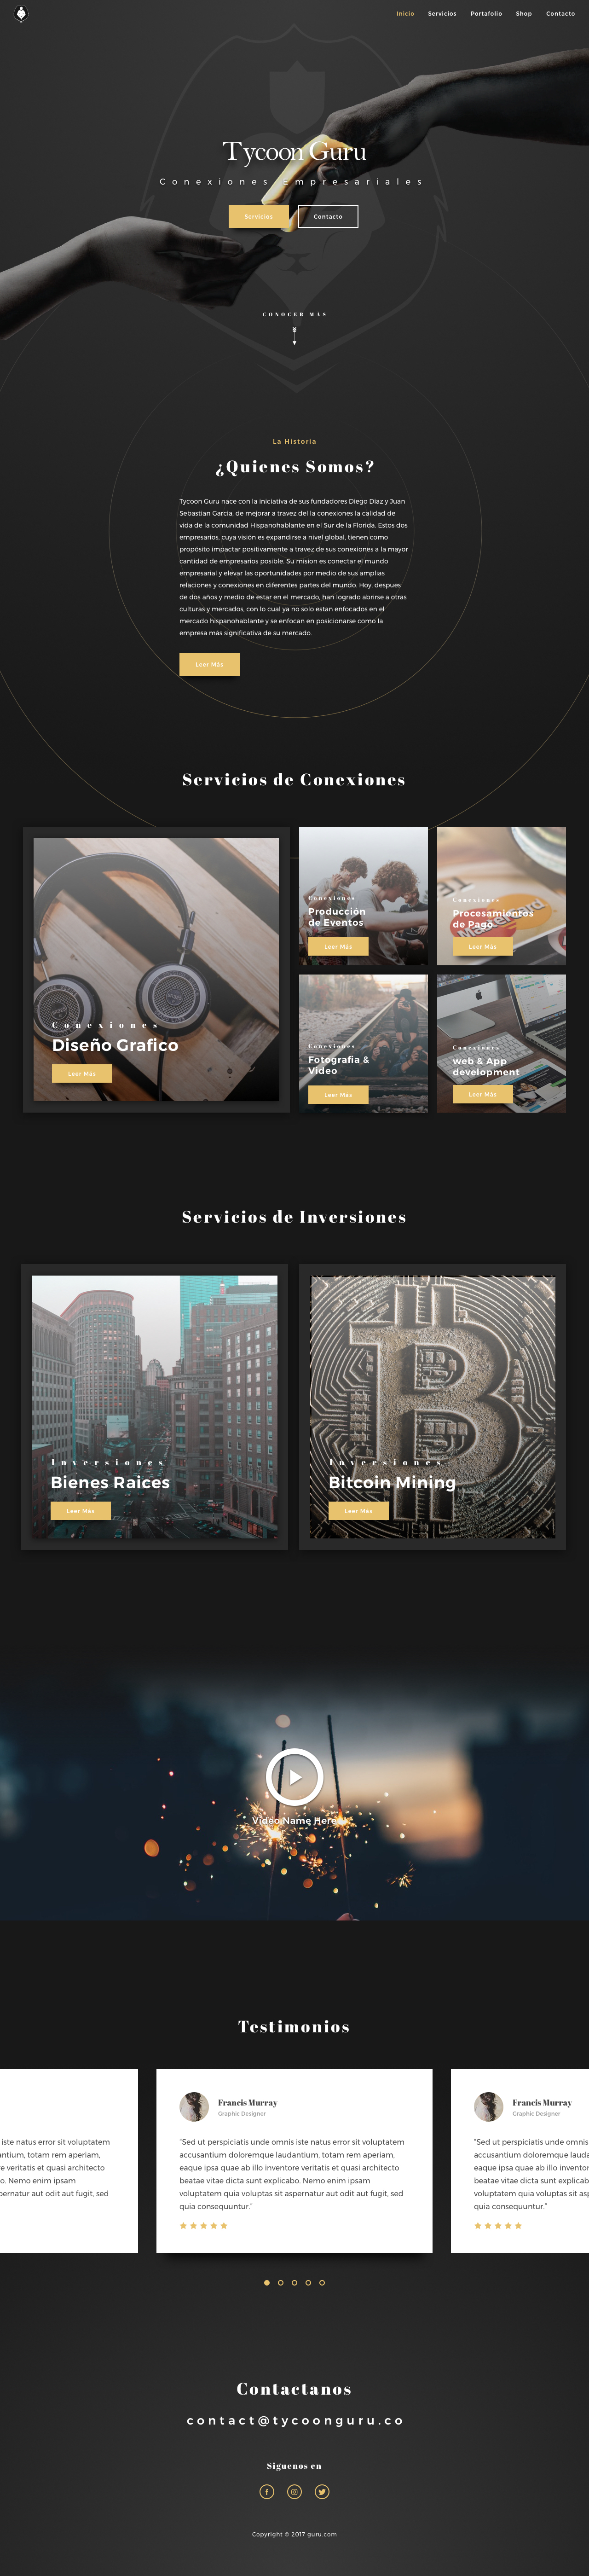 Inicio Servicios Portafolio Shop Contacto
Tycoon Guru
Conexiones Empresariales
Servicios Contacto
CONOCER MÁS
La Historia
¿Quienes Somos?
Tycoon Guru nace con la iniciativa de sus fundadores Diego Diaz y Juan
Sebastian Garcia, de mejorar a travez del la conexiones la calidad de
vida de la comunidad Hispanohablante en el Sur de la Florida. Estos dos
empresarios, cuya visión es expandirse a nivel global, tienen como
propósito impactar positivamente a travez de sus conexiones a la mayor
cantidad de empresarios posible. Su mision es conectar el mundo
empresarial y elevar las oportunidades por medio de sus amplias
relaciones y conexiones en diferentes partes del mundo. Hoy, despues
de dos años y medio de estar en el mercado, han logrado abrirse a otras
culturas y mercados, con lo cual ya no solo estan enfocados en el
mercado hispanohablante y se enfocan en posicionarse como la
empresa más significativa de su mercado.
Leer Más
Servicios de Conexiones
Conexiones
Diseño Grafico
Leer Más
Conexiones
Producción
de Eventos
Leer Más
Conexiones
Procesamientos
de Pago
MasterCard
Leer Más
Conexiones
Fotografia &
Video
Leer Más
Conexiones
web & App
development
Leer Más
Servicios de Inversiones
Inversiones
Bienes Raices
Leer Más
Inversiones
Bitcoin Mining
Leer Más
Video Name Here
Testimonios
iste natus error sit voluptatem
antium, totam rem aperiam,
e veritatis et quasi architecto
o. Nemo enim ipsam
pernatur aut odit aut fugit, sed
Francis Murray
Graphic Designer
"Sed ut perspiciatis unde omnis iste natus error sit voluptatem
accusantium doloremque laudantium, totam rem aperiam,
eaque ipsa quae ab illo inventore veritatis et quasi architecto
beatae vitae dicta sunt explicabo. Nemo enim ipsam
voluptatem quia voluptas sit aspernatur aut odit aut fugit, sed
quia consequuntur."
Francis Murray
Graphic Designer
"Sed ut perspiciatis unde omnis
accusantium doloremque lauda
eaque ipsa quae ab illo invento
beatae vitae dicta sunt explicab
voluptatem quia voluptas sit as
quia consequuntur."
Contactanos
contact@tycoonguru.co
Siguenos en
Copyright © 2017 guru.com